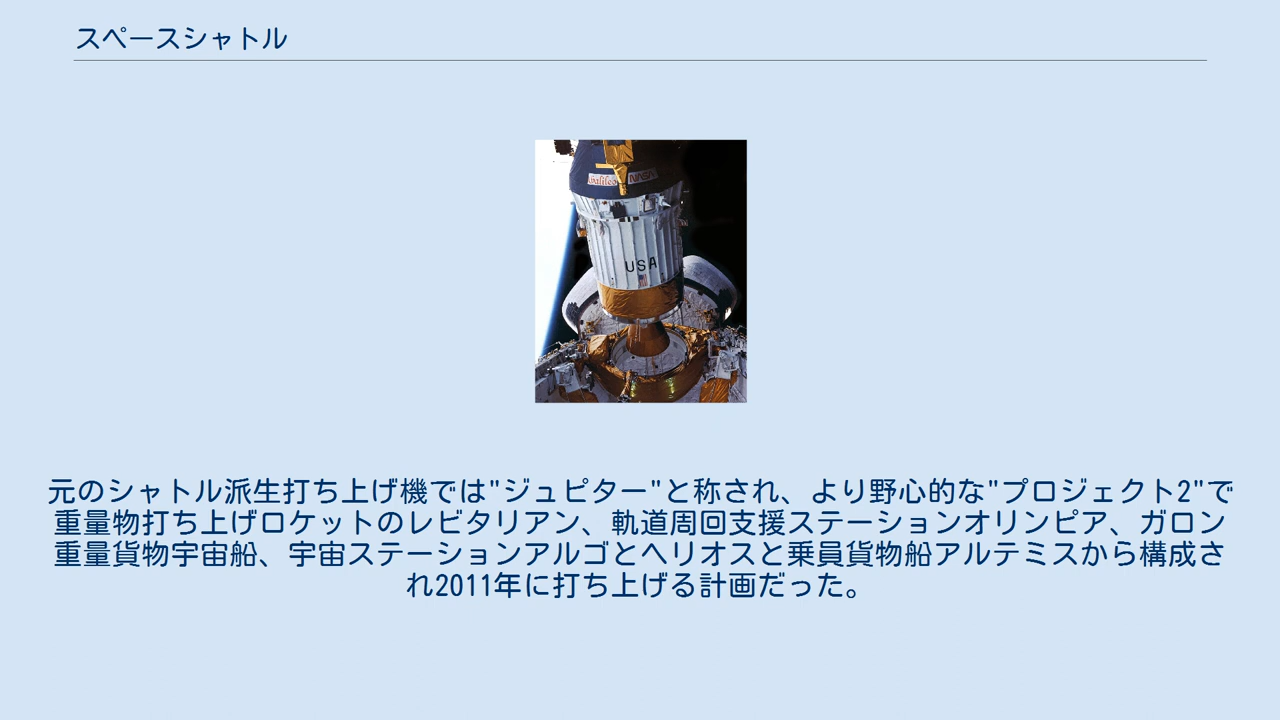 スペースシャトル
Galileo NASA
USA
元のシャトル派生打ち上げ機では"ジュピター"と称され、より野心的な"プロジェクト2"で
重量物打ち上げロケットのレビタリアン、軌道周回支援ステーションオリンピア、ガロン
重量貨物宇宙船、宇宙ステーションアルゴとヘリオスと乗員貨物船アルテミスから構成さ
れ2011年に打ち上げる計画だった。